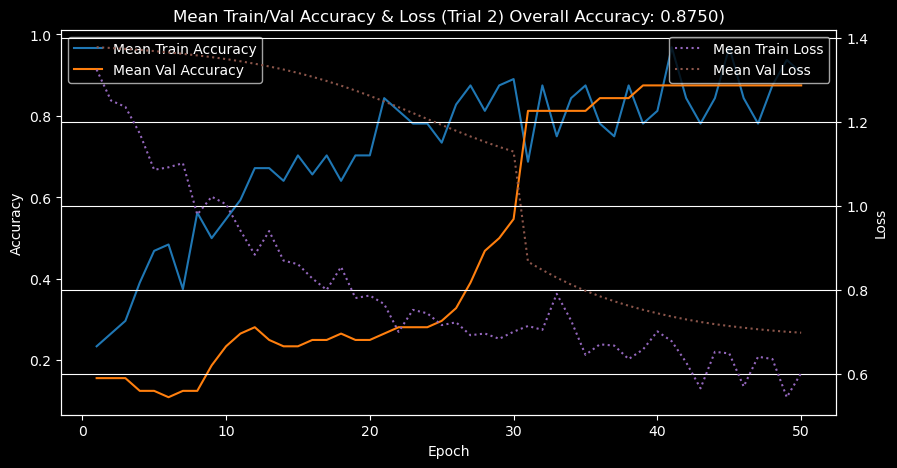 Mean Train/Val Accuracy & Loss (Trial 2) Overall Accuracy: 0.8750)
Mean Train Accuracy
Mean Val Accuracy
Mean Train Loss
Mean Val Loss
Accuracy
1.0
0.8
0.6
0.4
0.2
1.4
1.2
1.0
0.8
0.6
Loss
0 10 20 30 40 50
Epoch